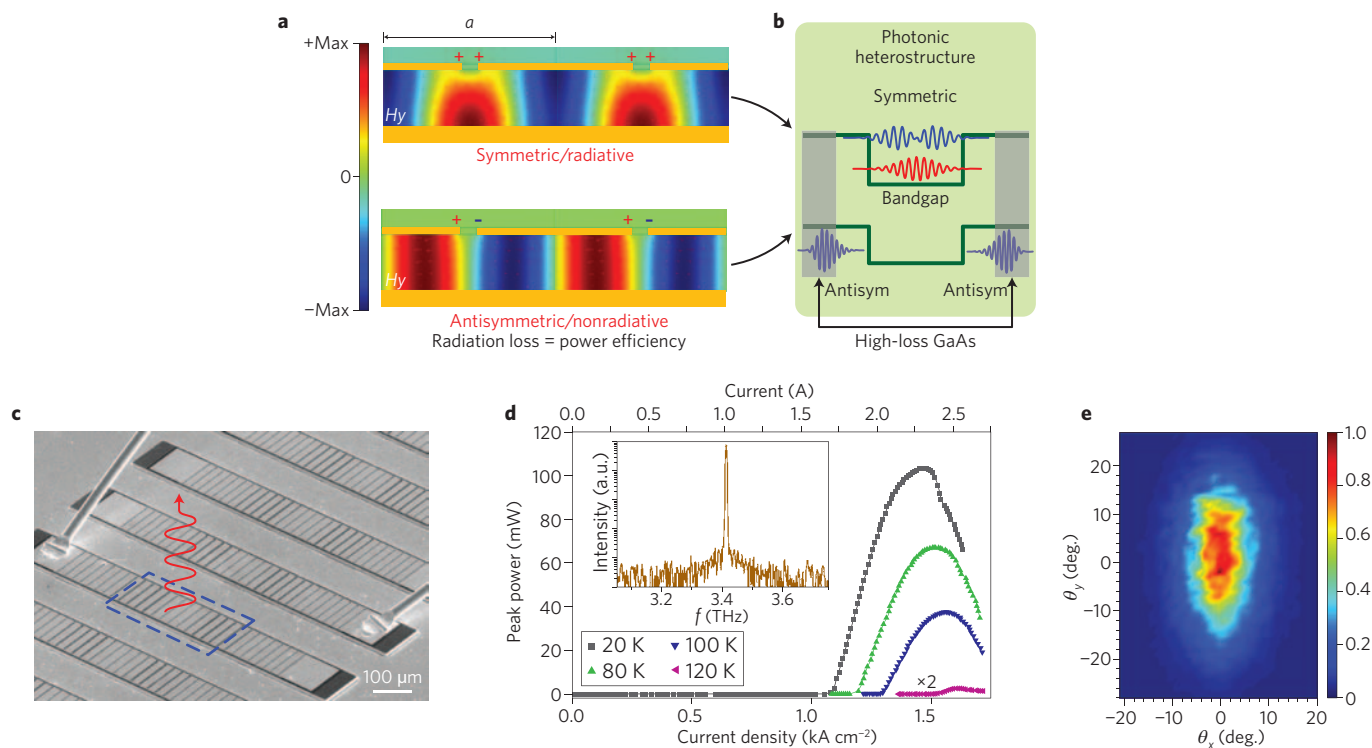 a
a
+Max
0
−Max
+ +
+ +
Hy
Symmetric/radiative
+ -
+ -
Hy
Antisymmetric/nonradiative
Radiation loss = power efficiency
b
Photonic
heterostructure
Symmetric
Bandgap
Antisym
Antisym
High-loss GaAs
c
100 µm
d
Current (A)
0.0 0.5 1.0 1.5 2.0 2.5
120
100
80
60
40
20
0
Peak power (mW)
Intensity (a.u.)
3.2 3.4 3.6
f (THz)
20 K
100 K
80 K
120 K
×2
0.0 0.5 1.0 1.5
Current density (kA cm−2)
e
20
10
0
−10
−20
θy (deg.)
−20 −10 0 10 20
θx (deg.)
1.0
0.8
0.6
0.4
0.2
0